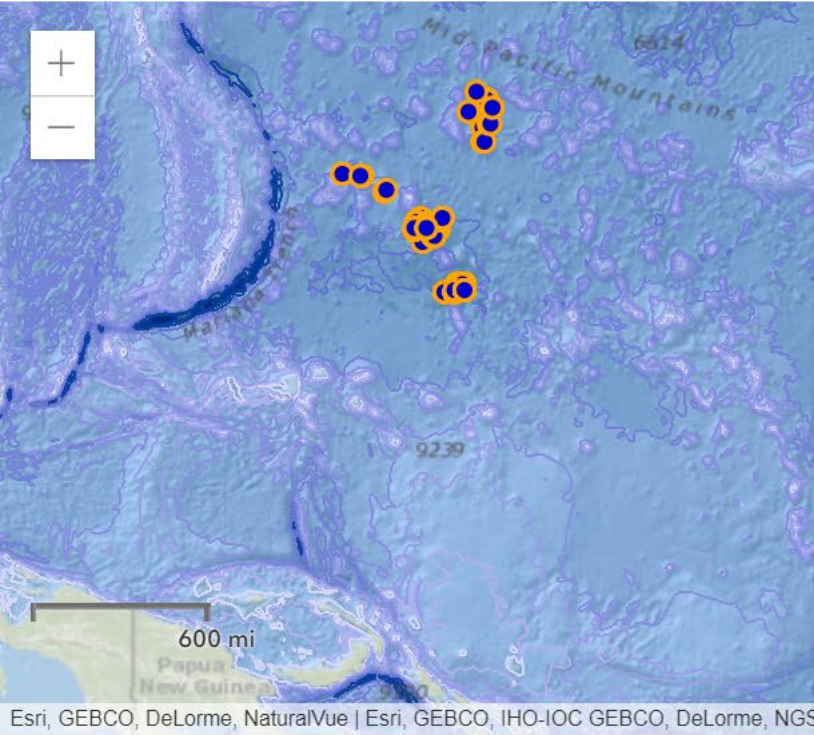 +
Mid Pacific Mountains
6614
−
Mariana Trench
9239
600 mi
Papua
New Guinea
Esri, GEBCO, DeLorme, NaturalVue | Esri, GEBCO, IHO-IOC GEBCO, DeLorme, NGS